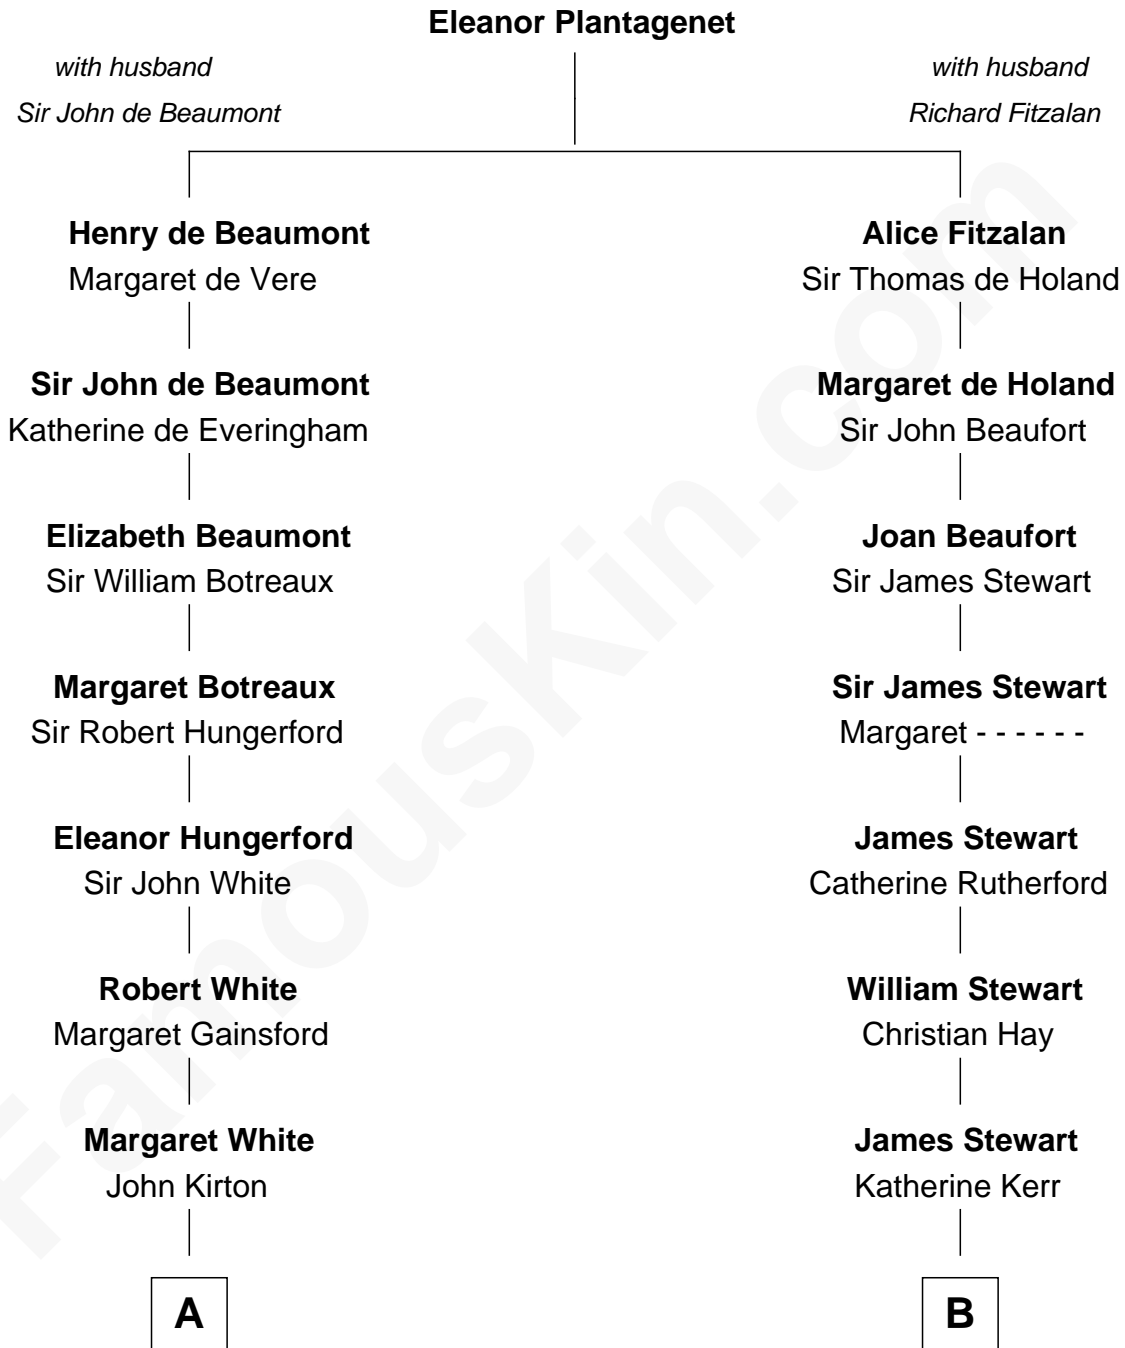 Eleanor Plantagenet
with husband
Sir John de Beaumont
with husband
Richard Fitzalan
Henry de Beaumont
Margaret de Vere
Alice Fitzalan
Sir Thomas de Holand
Sir John de Beaumont
Katherine de Everingham
Margaret de Holand
Sir John Beaufort
Elizabeth Beaumont
Sir William Botreaux
Joan Beaufort
Sir James Stewart
Margaret Botreaux
Sir Robert Hungerford
Sir James Stewart
Margaret - - - - - -
Eleanor Hungerford
Sir John White
James Stewart
Catherine Rutherford
Robert White
Margaret Gainsford
William Stewart
Christian Hay
Margaret White
John Kirton
James Stewart
Katherine Kerr
A
B
FamousKin.com